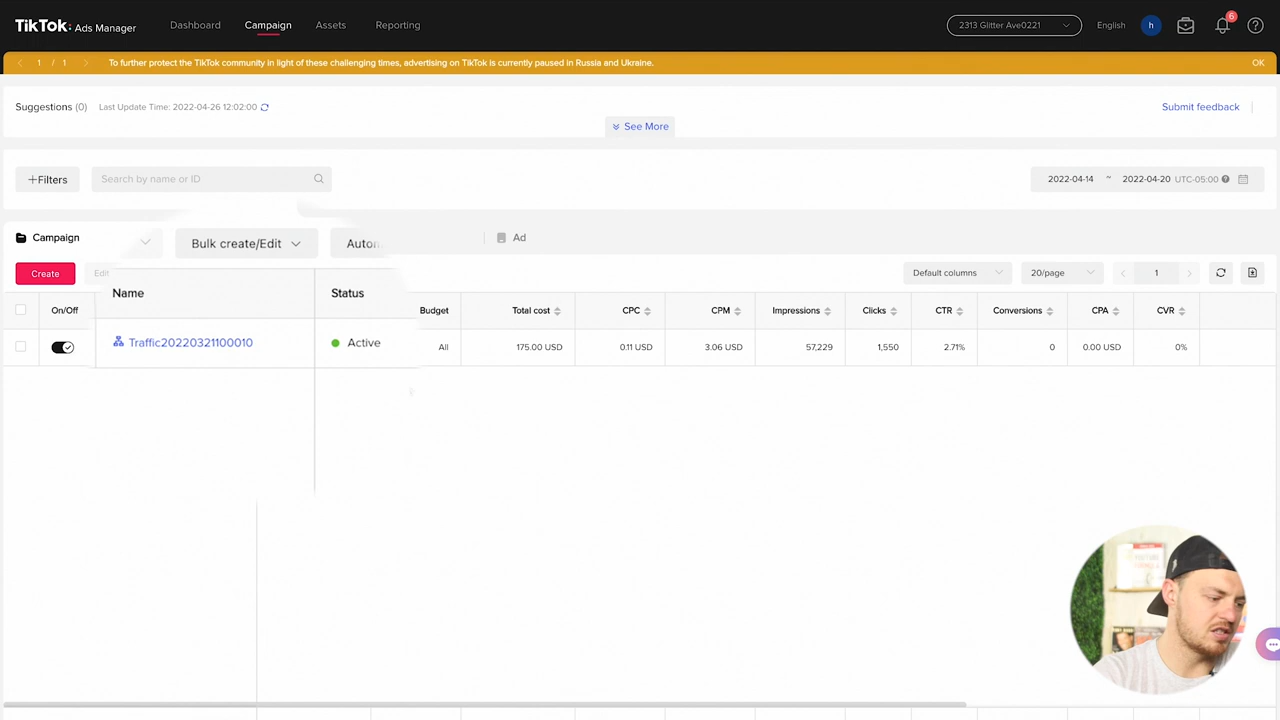 TikTok: Ads Manager
Dashboard Campaign Assets Reporting
2313 Glitter Ave0221 English h 6 ?
1 / 1 To further protect the TikTok community in light of these challenging times, advertising on TikTok is currently paused in Russia and Ukraine. OK
Suggestions (0) Last Update Time: 2022-04-26 12:02:00 Submit feedback
See More
+Filters Search by name or ID 2022-04-14 ~ 2022-04-20 UTC-05:00
Campaign Bulk create/Edit Auton Ad
Create Edit Default columns 20/page 1
On/Off Name Status Budget Total cost CPC CPM Impressions Clicks CTR Conversions CPA CVR
Traffic20220321100010 Active All 175.00 USD 0.11 USD 3.06 USD 57,229 1,550 2.71% 0 0.00 USD 0%